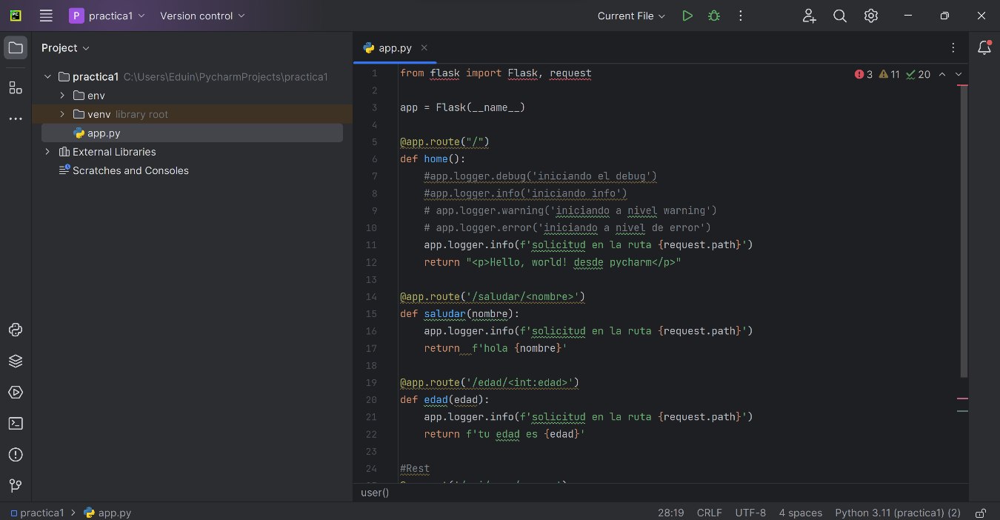 PC
P practica1
Version control
Current File
Project
app.py
practica1 C:\Users\Eduin\PycharmProjects\practica1
env
venv library root
app.py
External Libraries
Scratches and Consoles
3 11 20
1 from flask import Flask, request
2
3 app = Flask(__name__)
4
5 @app.route("/")
6 def home():
7 #app.logger.debug('iniciando el debug')
8 #app.logger.info('iniciando info')
9 # app.logger.warning('iniciando a nivel warning')
10 # app.logger.error('iniciando a nivel de error')
11 app.logger.info(f'solicitud en la ruta {request.path}')
12 return "<p>Hello, world! desde pycharm</p>"
13
14 @app.route('/saludar/<nombre>')
15 def saludar(nombre):
16 app.logger.info(f'solicitud en la ruta {request.path}')
17 return  f'hola {nombre}'
18
19 @app.route('/edad/<int:edad>')
20 def edad(edad):
21 app.logger.info(f'solicitud en la ruta {request.path}')
22 return f'tu edad es {edad}'
23
24 #Rest
user()
practica1 > app.py
28:19 CRLF UTF-8 4 spaces Python 3.11 (practica1) (2)